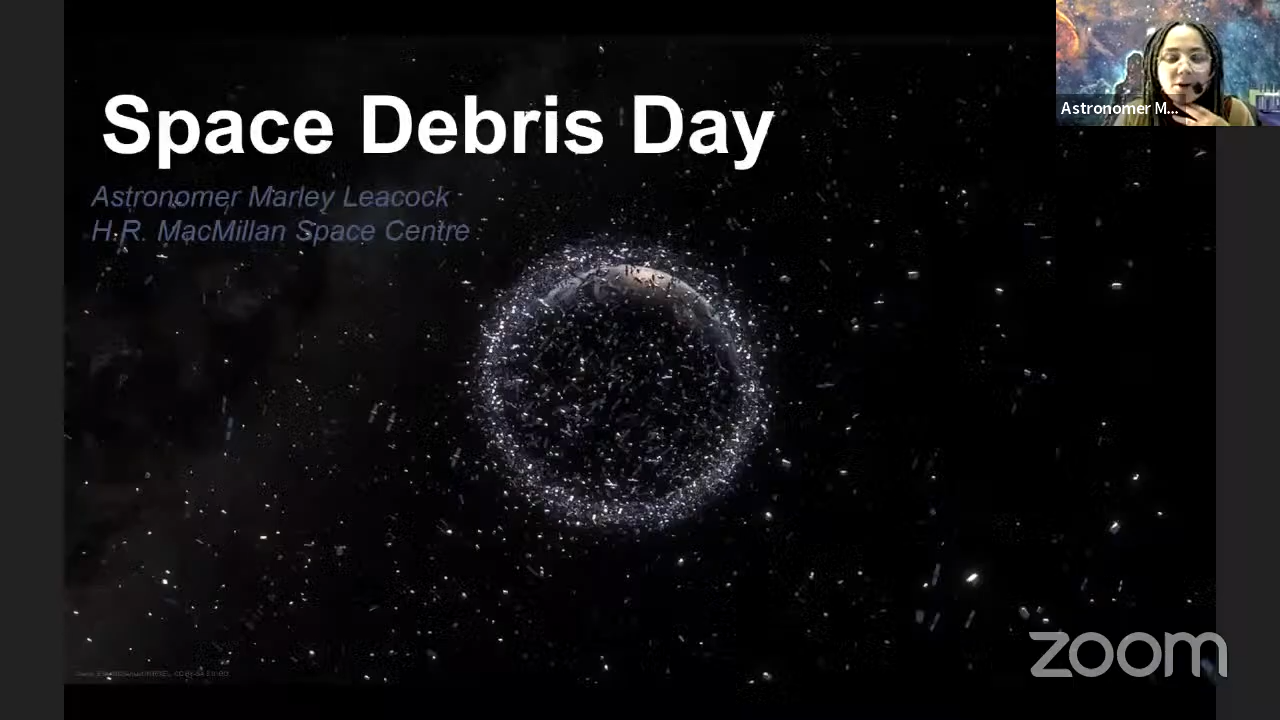 Space Debris Day
Astronomer Marley Leacock
H.R. MacMillan Space Centre
Astronomer M...
zoom